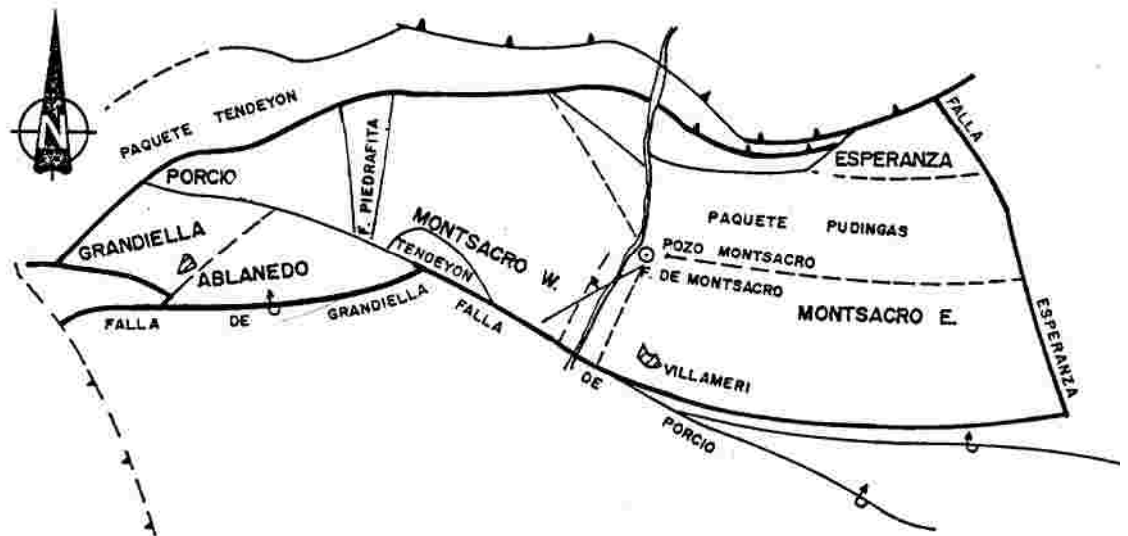 N
PAQUETE TENDEYON
PORCIO
F. PIEDRAFITA
ESPERANZA
FALLA
ESPERANZA
GRANDIELLA
ABLANEDO
MONTSACRO W.
TENDEYON
PAQUETE PUDINGAS
POZO MONTSACRO
F. DE MONTSACRO
MONTSACRO E.
FALLA DE GRANDIELLA
FALLA DE PORCIO
VILLAMERI